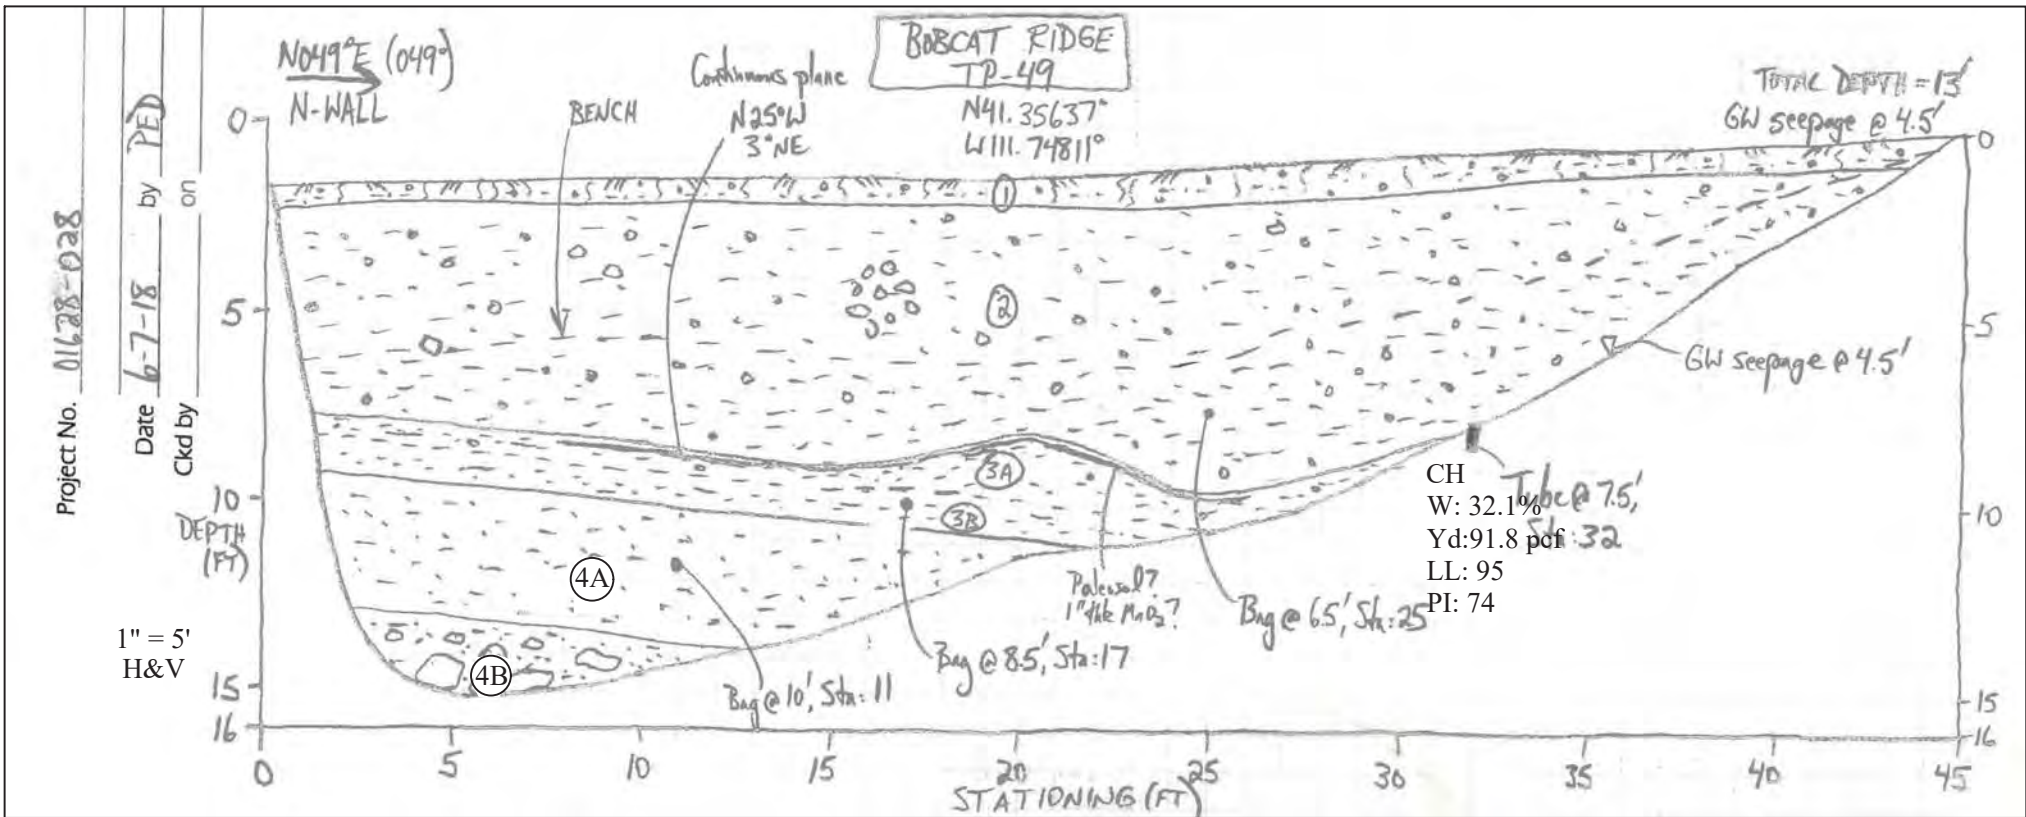 Project No. 01628-028
Date 6-7-18 by PED
Ckd by on
N049°E (049°)
N-WALL
BENCH
Continuous plane
N25°W
3°NE
BOBCAT RIDGE
TP-49
N41.35637°
W111.74811°
TOTAL DEPTH = 13'
GW seepage @ 4.5'
0
5
10
DEPTH
(FT)
15
16
1" = 5'
H&V
1
2
3A
3B
4A
4B
GW seepage @ 4.5'
Tube @ 7.5',
Sta: 32
CH
W: 32.1%
Yd:91.8 pcf
LL: 95
PI: 74
Paleosol?
1" thk MnO2?
Bag @ 6.5', Sta: 25
Bag @ 8.5', Sta: 17
Bag @ 10', Sta: 11
0
5
10
15
16
0 5 10 15 20 25 30 35 40 45
STATIONING (FT)